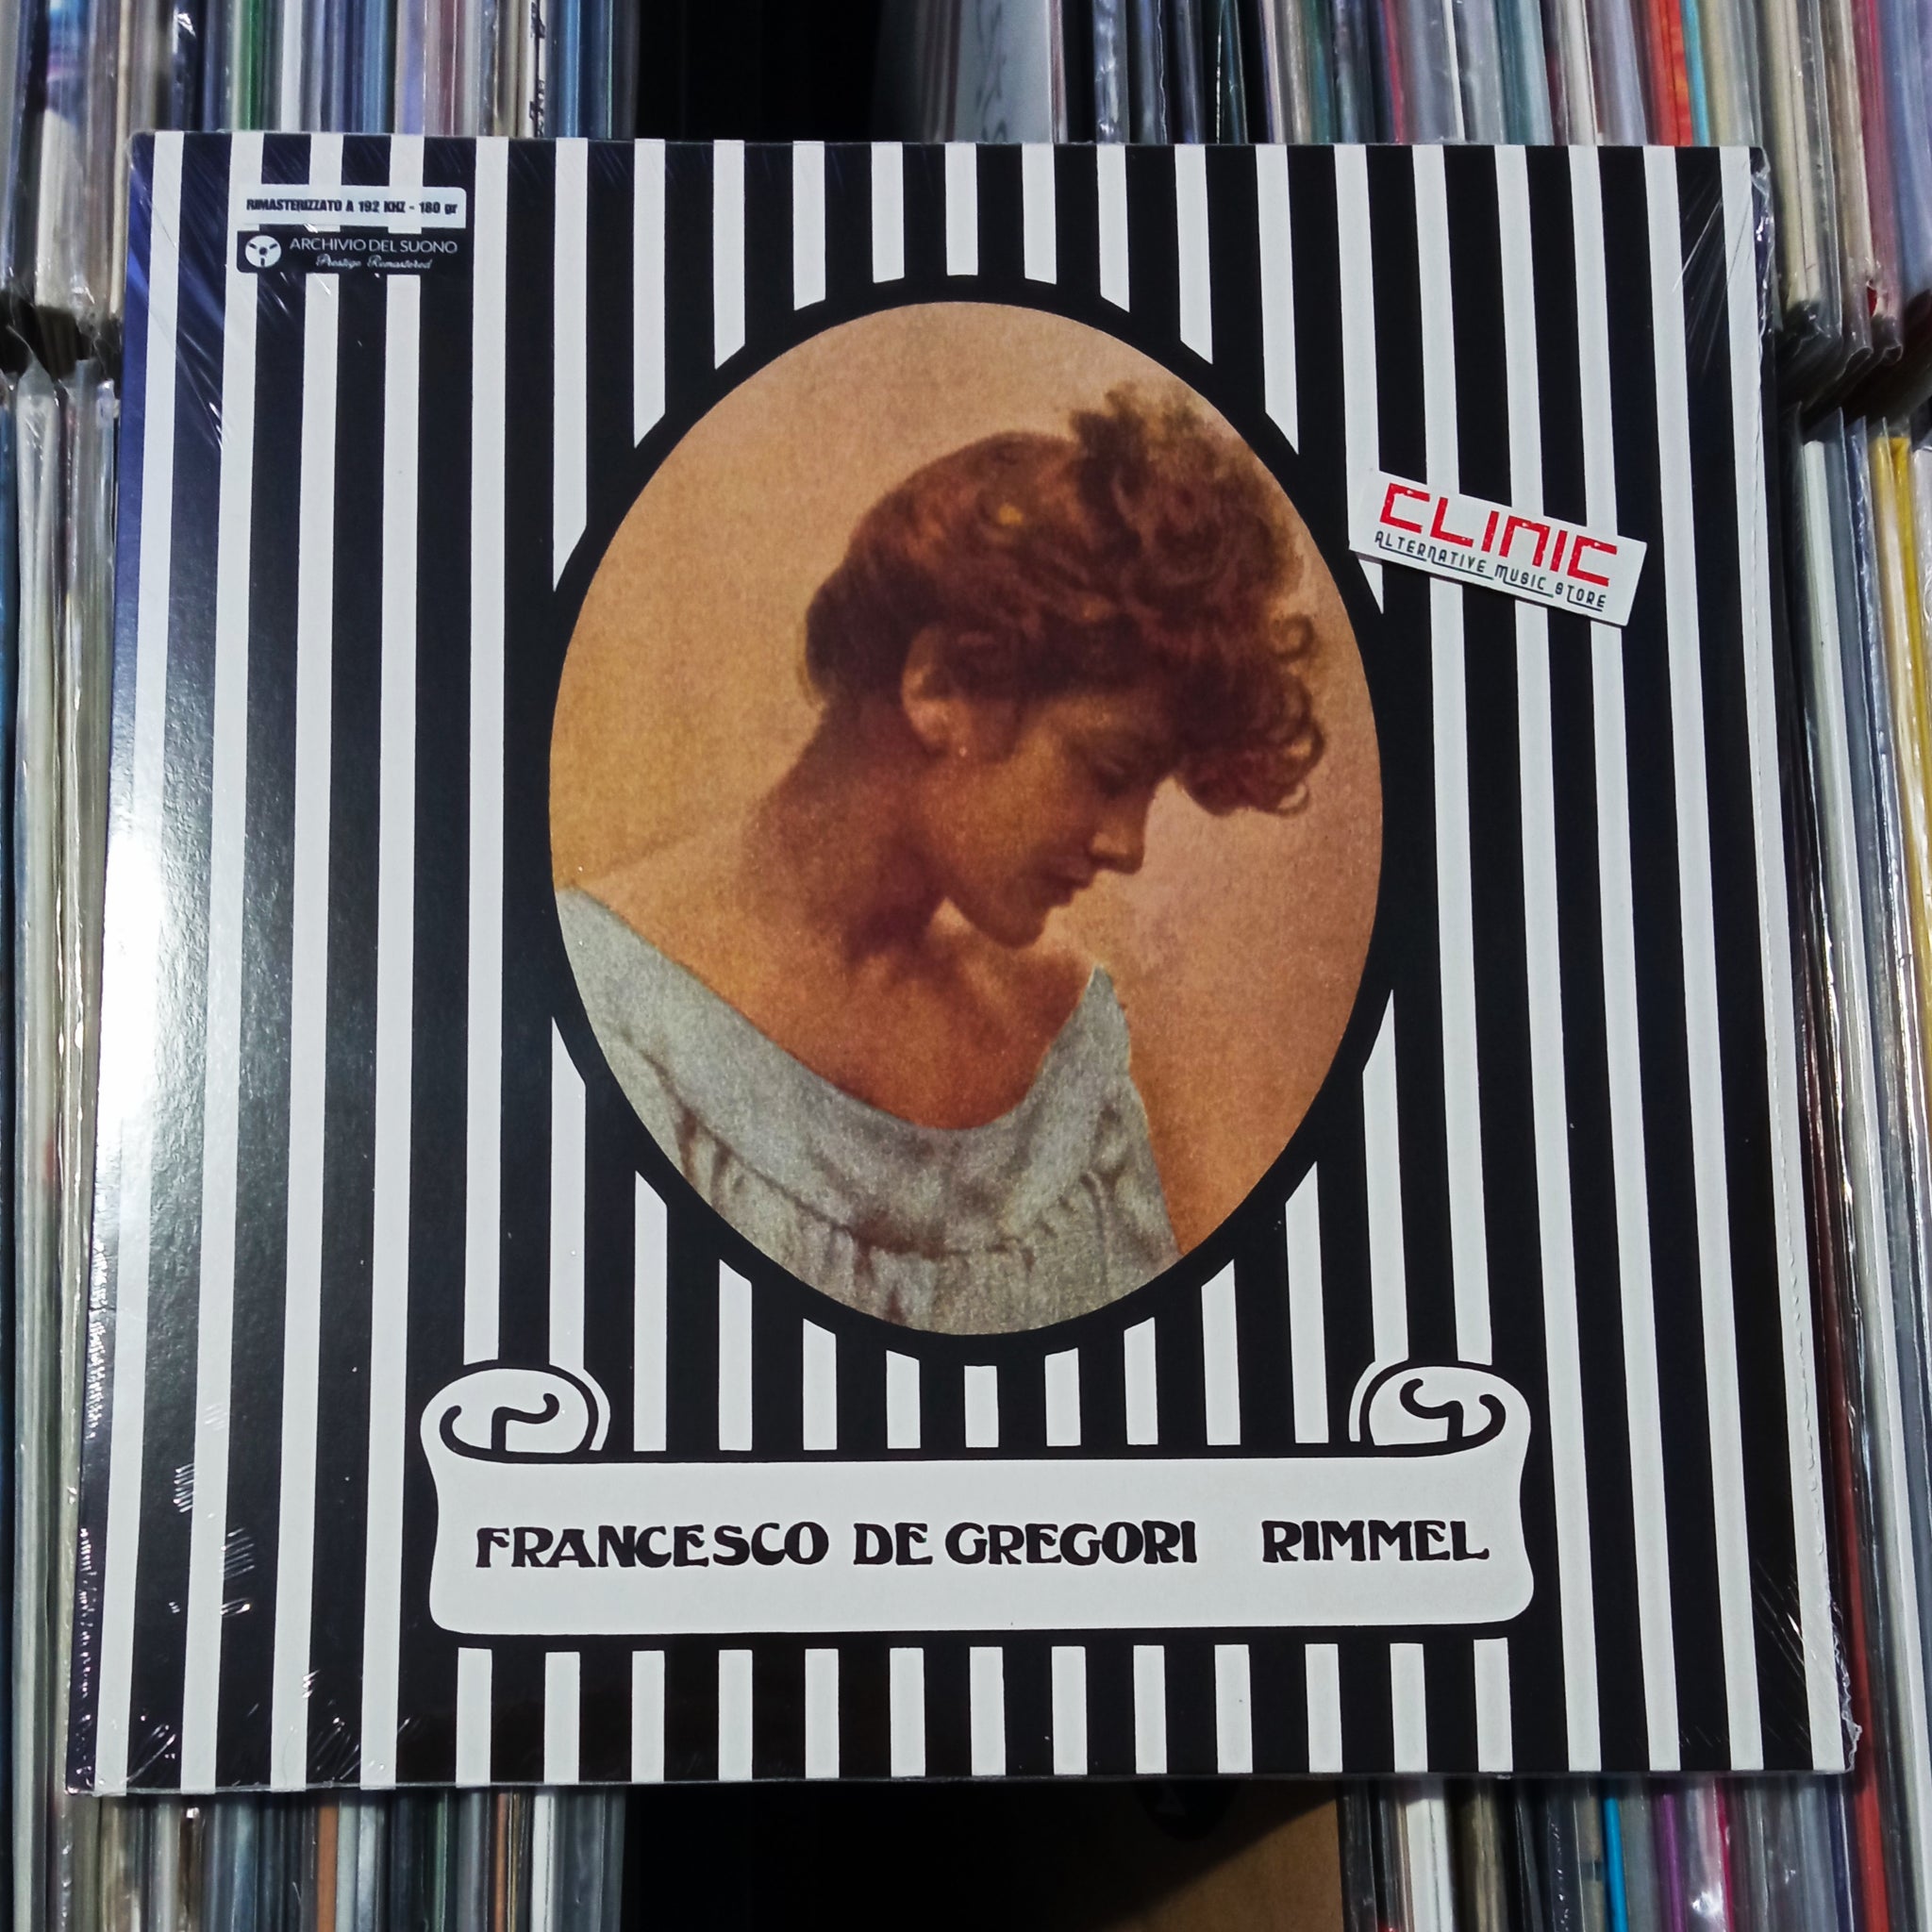 RIMASTERIZZATO A 192 KHZ - 180 gr
ARCHIVIO DEL SUONO
Prestige Remastered
CLINIC
ALTERNATIVE MUSIC STORE
FRANCESCO DE GREGORI RIMMEL